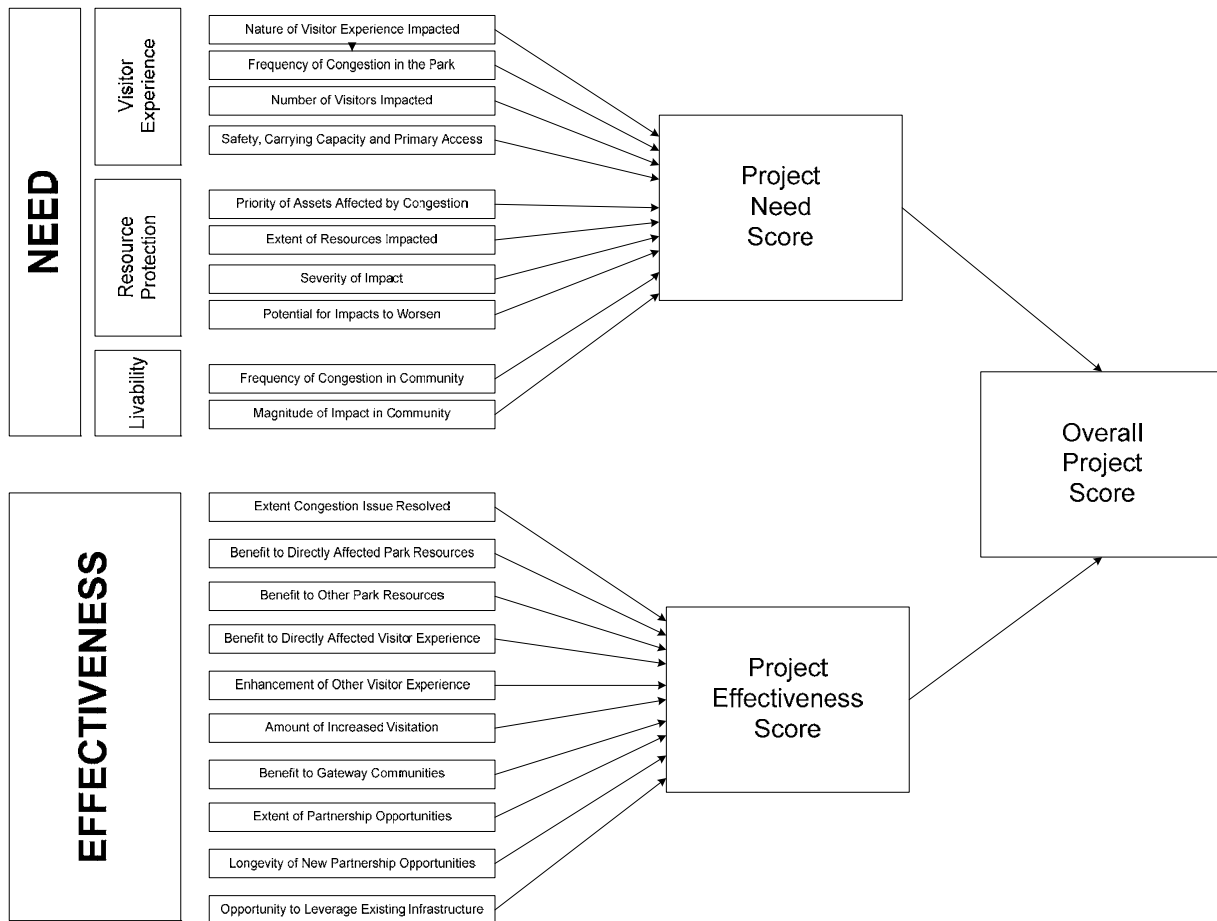 NEED
Visitor
Experience
Nature of Visitor Experience Impacted
Frequency of Congestion in the Park
Number of Visitors Impacted
Safety, Carrying Capacity and Primary Access
Resource
Protection
Priority of Assets Affected by Congestion
Extent of Resources Impacted
Severity of Impact
Potential for Impacts to Worsen
Livability
Frequency of Congestion in Community
Magnitude of Impact in Community
Project
Need
Score
EFFECTIVENESS
Extent Congestion Issue Resolved
Benefit to Directly Affected Park Resources
Benefit to Other Park Resources
Benefit to Directly Affected Visitor Experience
Enhancement of Other Visitor Experience
Amount of Increased Visitation
Benefit to Gateway Communities
Extent of Partnership Opportunities
Longevity of New Partnership Opportunities
Opportunity to Leverage Existing Infrastructure
Project
Effectiveness
Score
Overall
Project
Score